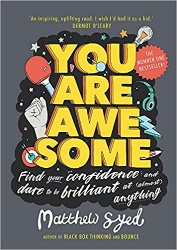 'An inspiring, uplifting read. I wish I'd had it as a kid.'
DERMOT O'LEARY
THE NUMBER ONE
BESTSELLER!
YOU
ARE
AWE
SOME
Find your confidence and
dare to be brilliant at (almost)
anything
Matthew Syed
AUTHOR OF BLACK BOX THINKING AND BOUNCE